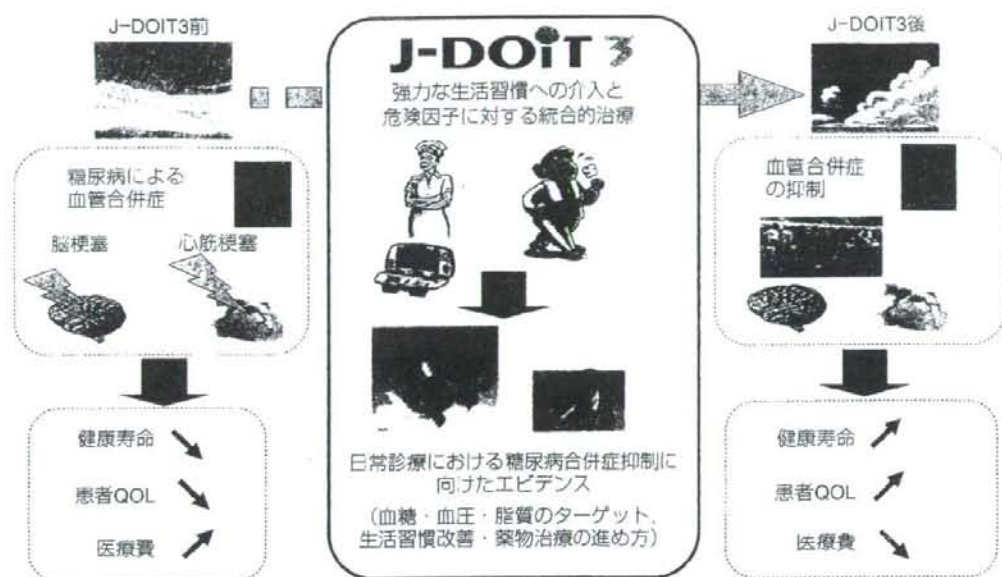 J-DOIT3前
糖尿病による
血管合併症
脳梗塞
心筋梗塞
健康寿命
患者QOL
医療費
J-DOiT 3
強力な生活習慣への介入と
危険因子に対する統合的治療
日常診療における糖尿病合併症抑制に
向けたエビデンス
（血糖・血圧・脂質のターゲット、
生活習慣改善・薬物治療の進め方）
J-DOIT3後
血管合併症
の抑制
健康寿命
患者QOL
医療費